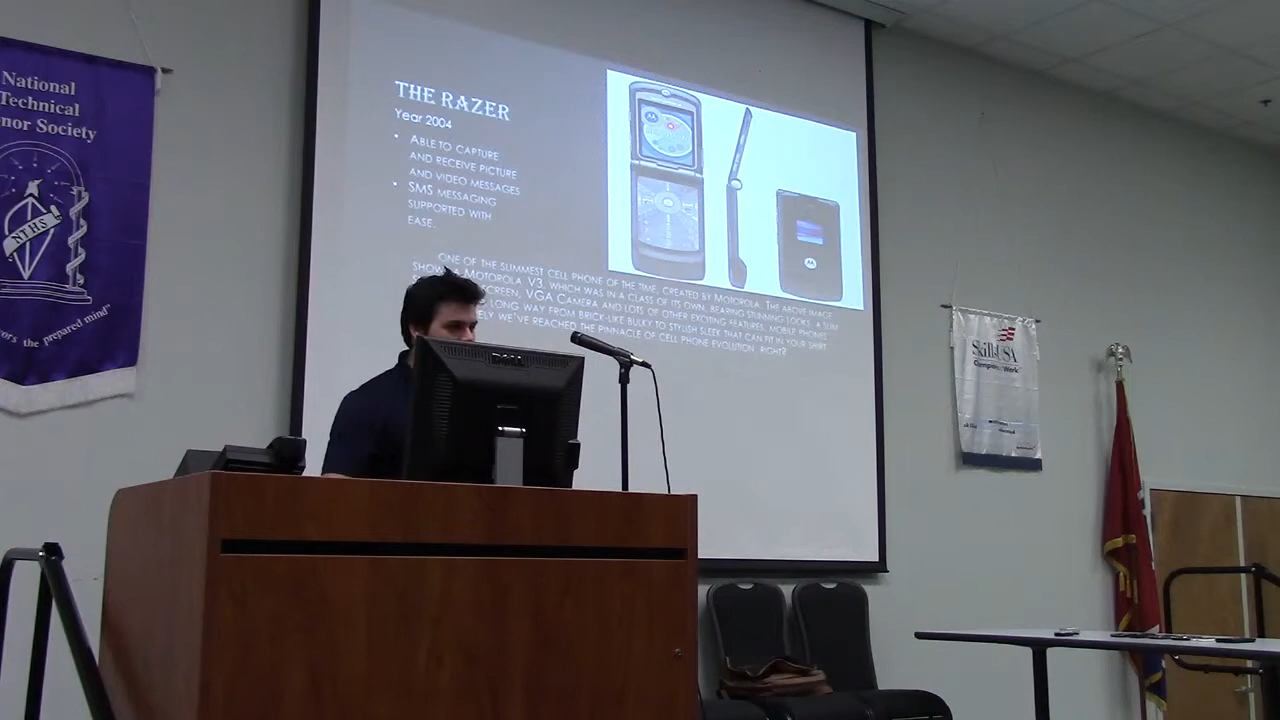 National
Technical
nor Society
NTHS
ors the prepared mind"
THE RAZER
Year 2004
• ABLE TO CAPTURE
AND RECEIVE PICTURE
AND VIDEO MESSAGES
• SMS MESSAGING
SUPPORTED WITH
EASE.
ONE OF THE SLIMMEST CELL PHONE OF THE TIME, CREATED BY MOTOROLA. THE ABOVE IMAGE
MOTOROLA V3, WHICH WAS IN A CLASS OF ITS OWN, BEARING STUNNING LOOKS, A SLIM
SCREEN, VGA CAMERA AND LOTS OF OTHER EXCITING FEATURES. MOBILE PHONES
LONG WAY FROM BRICK-LIKE BULKY TO STYLISH SLEEK THAT CAN FIT IN YOUR SHIRT
ELY WE'VE REACHED THE PINNACLE OF CELL PHONE EVOLUTION, RIGHT?
DELL
SkillsUSA